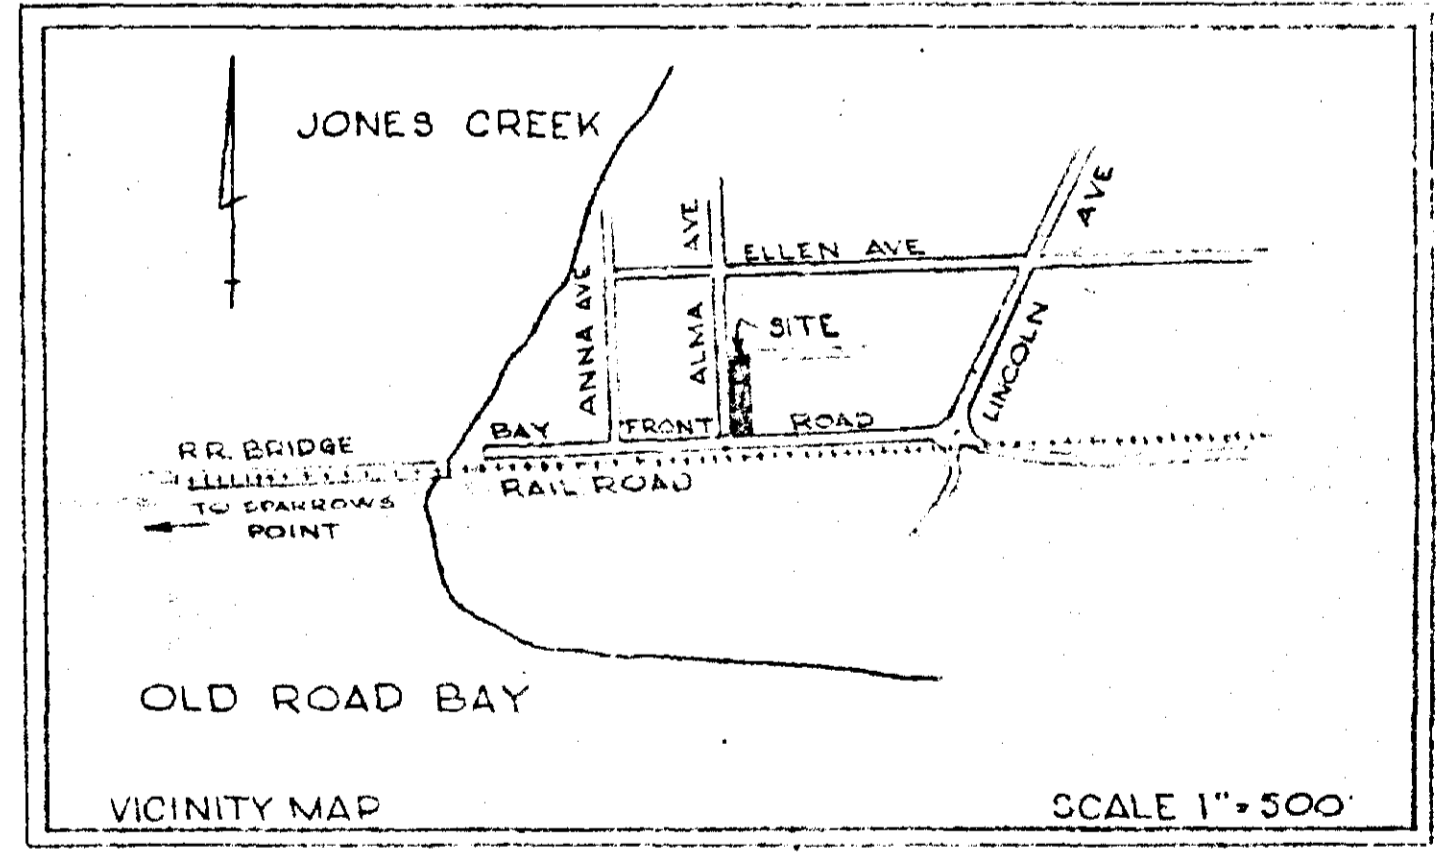 JONES CREEK
AVE
AVE
ELLEN AVE
ANNA AVE
ALMA
SITE
LINCOLN
BAY FRONT ROAD
R.R. BRIDGE
RAIL ROAD
TO SPARROWS
POINT
OLD ROAD BAY
VICINITY MAP
SCALE 1"=500'